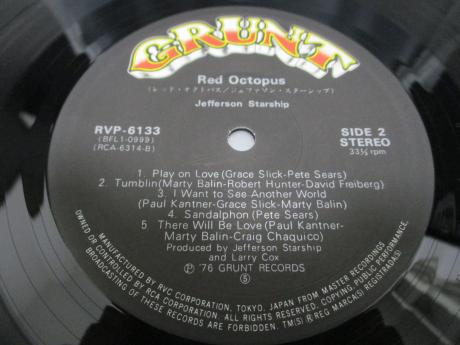 GRUNT
Red Octopus
(レッド・オクトパス/ジェファソン・スターシップ)
Jefferson Starship
RVP-6133
(BFL1-0999)
(RCA-6314-B)
SIDE 2
STEREO
33⅓ rpm
1. Play on Love(Grace Slick-Pete Sears)
2. Tumblin(Marty Balin-Robert Hunter-David Freiberg)
3. I Want to See Another World
(Paul Kantner-Grace Slick-Marty Balin)
4. Sandalphon (Pete Sears)
5 There Will Be Love (Paul Kantner-
Marty Balin-Craig Chaquico)
Produced by Jefferson Starship
and Larry Cox
Ⓟ '76 GRUNT RECORDS
Ⓢ
MANUFACTURED BY RVC CORPORATION, TOKYO, JAPAN FROM MASTER RECORDINGS
OWNED OR CONTROLLED BY RCA CORPORATION. ALL RIGHTS RESERVED. COPYING, PUBLIC PERFORMANCE,
BROADCASTING OF THESE RECORDS ARE FORBIDDEN. TM(S) ® REG MARCA(S) REGISTRADA(S)